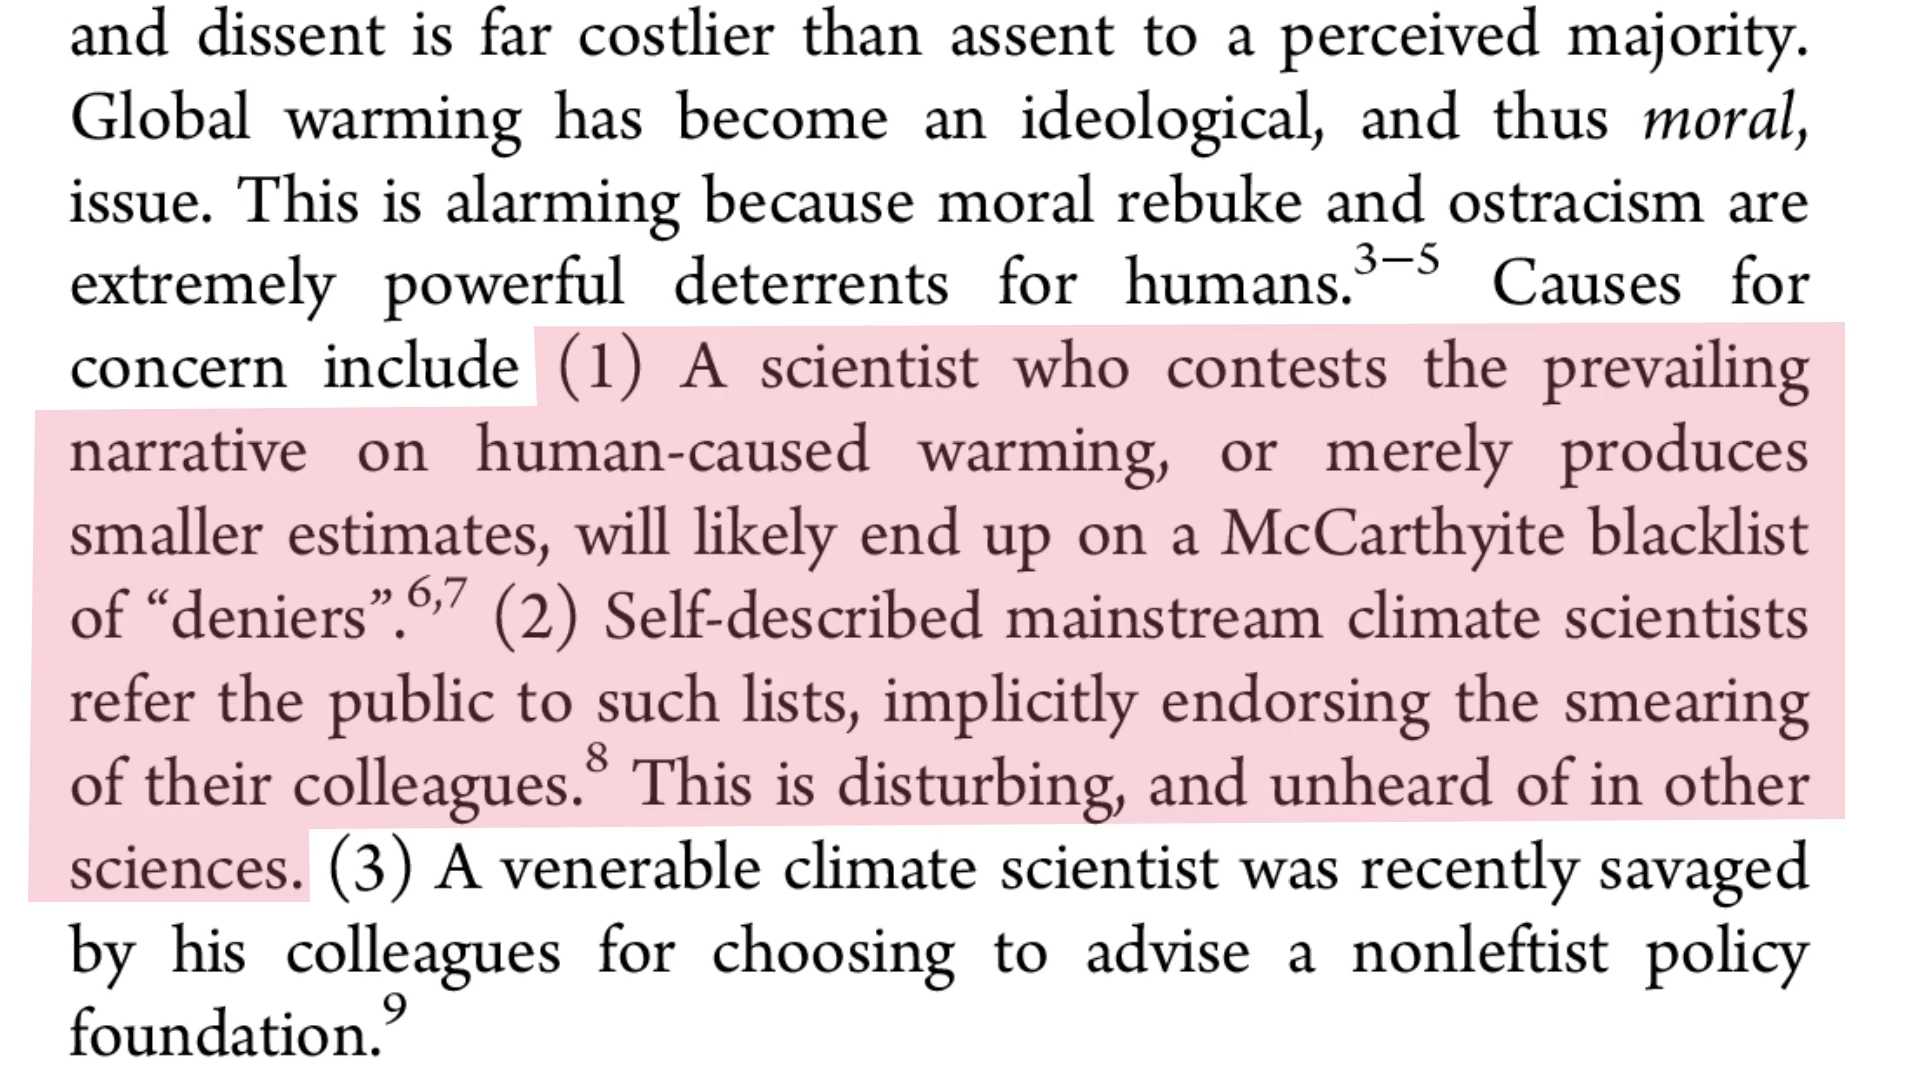 and dissent is far costlier than assent to a perceived majority.
Global warming has become an ideological, and thus moral,
issue. This is alarming because moral rebuke and ostracism are
extremely powerful deterrents for humans.3–5 Causes for
concern include (1) A scientist who contests the prevailing
narrative on human-caused warming, or merely produces
smaller estimates, will likely end up on a McCarthyite blacklist
of “deniers”.6,7 (2) Self-described mainstream climate scientists
refer the public to such lists, implicitly endorsing the smearing
of their colleagues.8 This is disturbing, and unheard of in other
sciences. (3) A venerable climate scientist was recently savaged
by his colleagues for choosing to advise a nonleftist policy
foundation.9